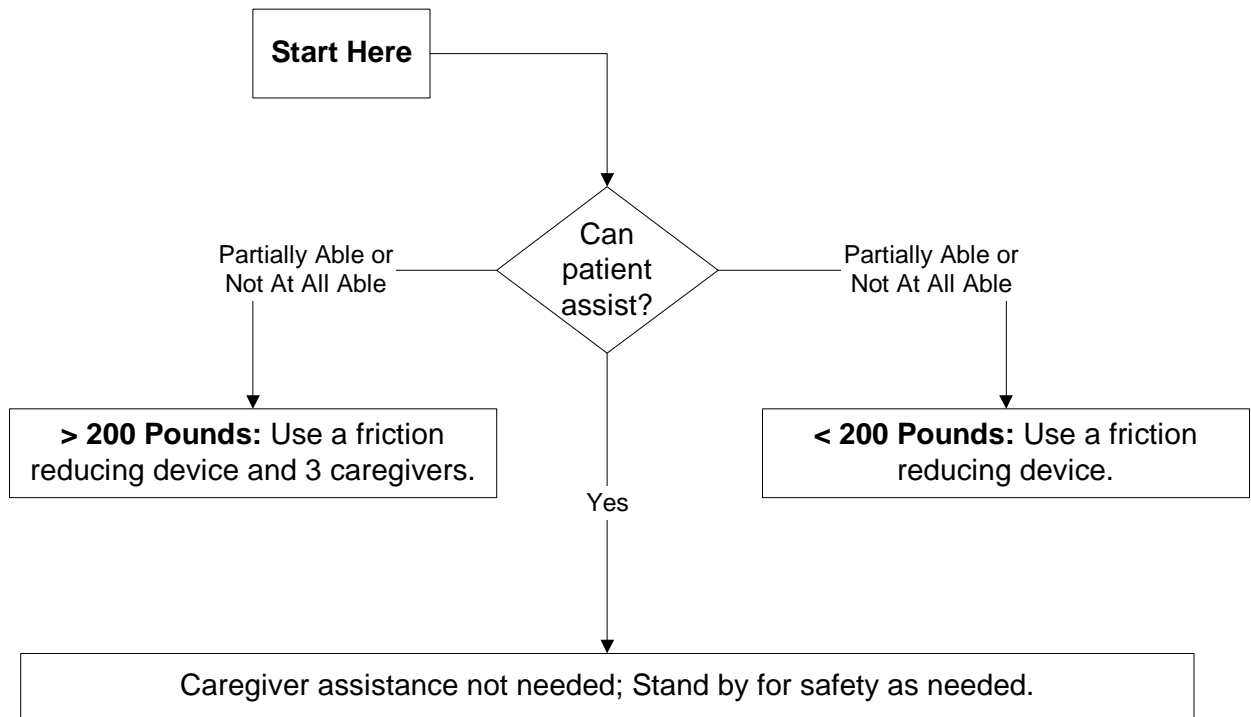 Start Here
Can
patient
assist?
Partially Able or
Not At All Able
Partially Able or
Not At All Able
> 200 Pounds: Use a friction
reducing device and 3 caregivers.
< 200 Pounds: Use a friction
reducing device.
Yes
Caregiver assistance not needed; Stand by for safety as needed.